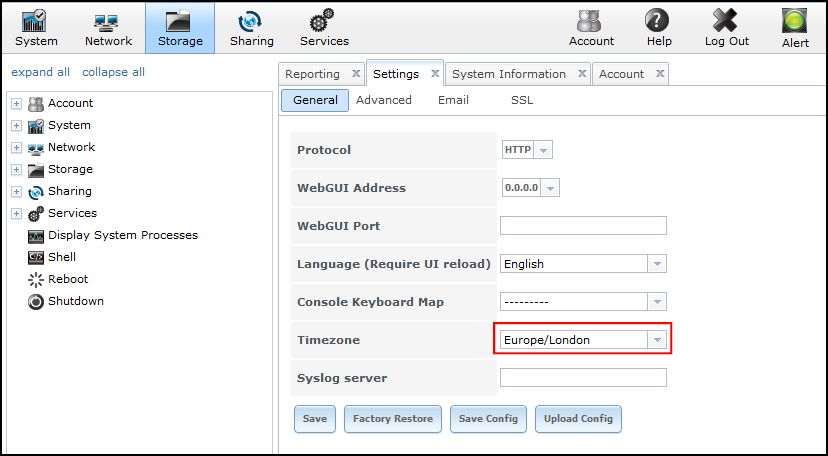 System Network Storage Sharing Services Account Help Log Out Alert
expand all collapse all
Account
System
Network
Storage
Sharing
Services
Display System Processes
Shell
Reboot
Shutdown
Reporting x Settings x System Information x Account x
General Advanced Email SSL
Protocol HTTP
WebGUI Address 0.0.0.0
WebGUI Port
Language (Require UI reload) English
Console Keyboard Map ---------
Timezone Europe/London
Syslog server
Save Factory Restore Save Config Upload Config